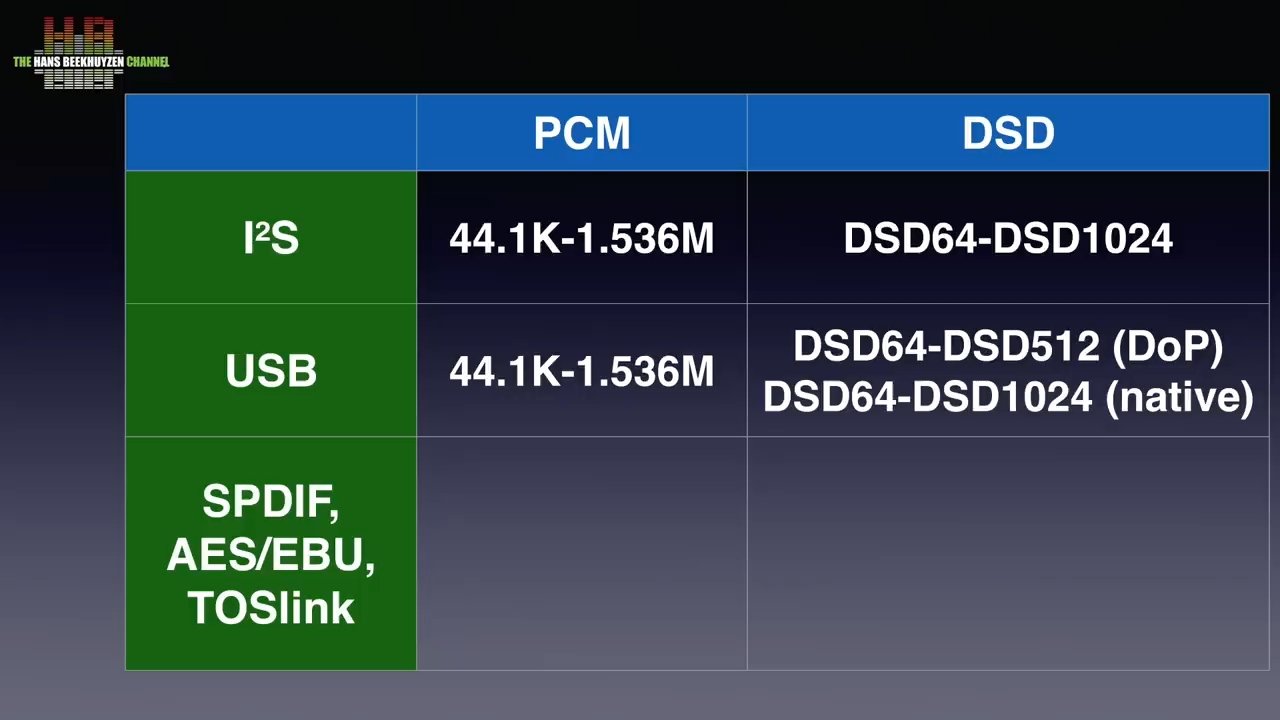 THE HANS BEEKHUYZEN CHANNEL
PCM
DSD
I²S
44.1K-1.536M
DSD64-DSD1024
USB
44.1K-1.536M
DSD64-DSD512 (DoP)
DSD64-DSD1024 (native)
SPDIF,
AES/EBU,
TOSlink